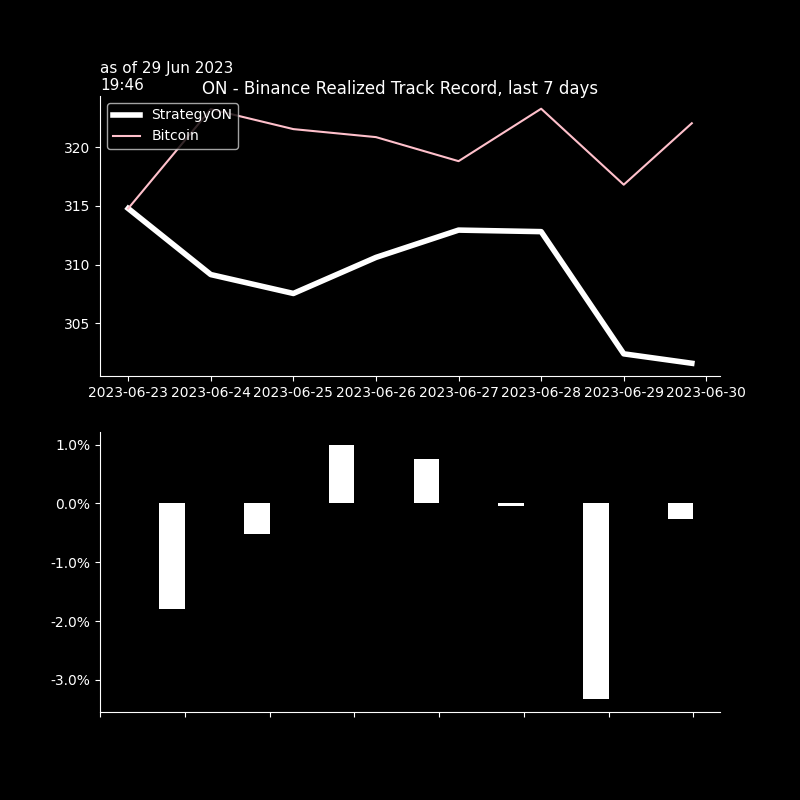 as of 29 Jun 2023
19:46
ON - Binance Realized Track Record, last 7 days
StrategyON
Bitcoin
320
315
310
305
2023-06-23 2023-06-24 2023-06-25 2023-06-26 2023-06-27 2023-06-28 2023-06-29 2023-06-30
1.0%
0.0%
-1.0%
-2.0%
-3.0%